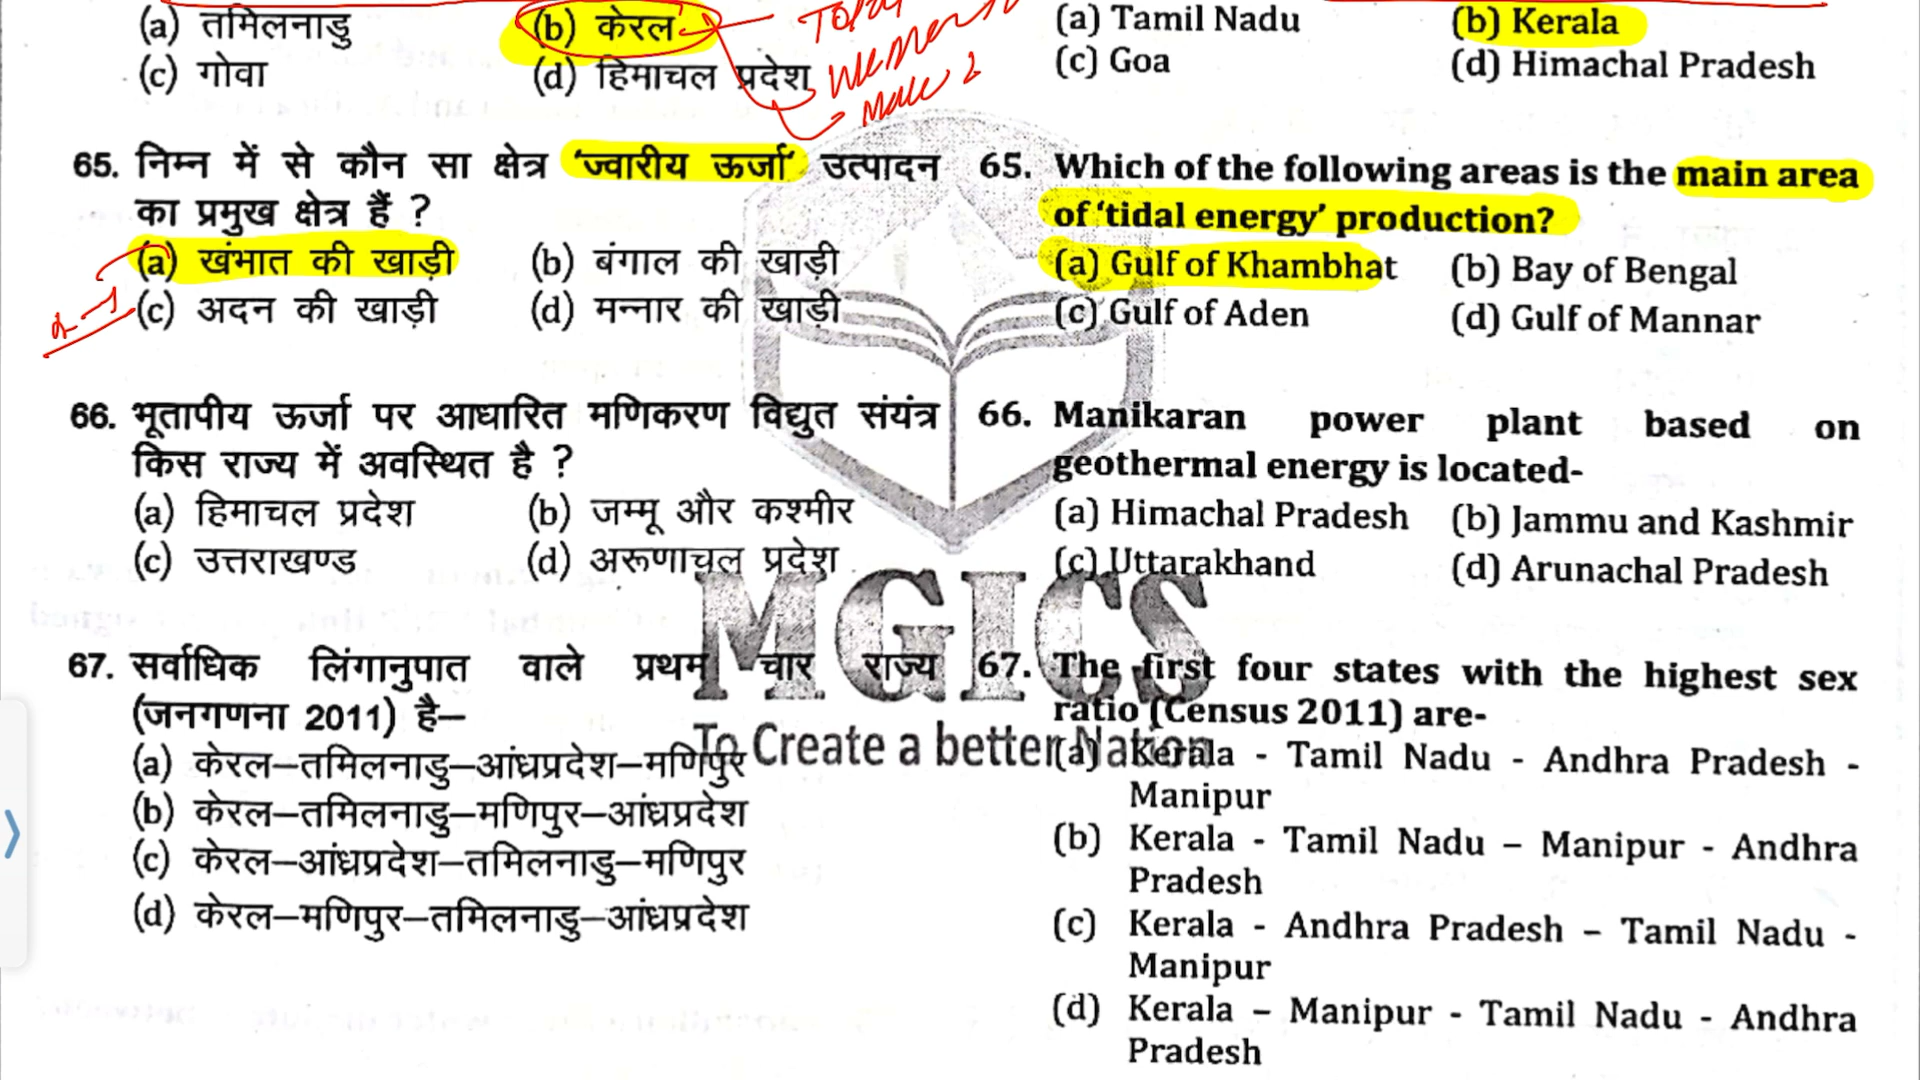 (a) तमिलनाडु (b) केरल
(c) गोवा (d) हिमाचल प्रदेश
65. निम्न में से कौन सा क्षेत्र 'ज्वारीय ऊर्जा' उत्पादन
का प्रमुख क्षेत्र हैं ?
(a) खंभात की खाड़ी (b) बंगाल की खाड़ी
(c) अदन की खाड़ी (d) मन्नार की खाड़ी
66. भूतापीय ऊर्जा पर आधारित मणिकरण विद्युत संयंत्र
किस राज्य में अवस्थित है ?
(a) हिमाचल प्रदेश (b) जम्मू और कश्मीर
(c) उत्तराखण्ड (d) अरूणाचल प्रदेश
67. सर्वाधिक लिंगानुपात वाले प्रथम चार राज्य
(जनगणना 2011) है–
(a) केरल–तमिलनाडु–आंध्रप्रदेश–मणिपुर
(b) केरल–तमिलनाडु–मणिपुर–आंध्रप्रदेश
(c) केरल–आंध्रप्रदेश–तमिलनाडु–मणिपुर
(d) केरल–मणिपुर–तमिलनाडु–आंध्रप्रदेश
(a) Tamil Nadu (b) Kerala
(c) Goa (d) Himachal Pradesh
65. Which of the following areas is the main area
of 'tidal energy' production?
(a) Gulf of Khambhat (b) Bay of Bengal
(c) Gulf of Aden (d) Gulf of Mannar
66. Manikaran power plant based on
geothermal energy is located-
(a) Himachal Pradesh (b) Jammu and Kashmir
(c) Uttarakhand (d) Arunachal Pradesh
67. The first four states with the highest sex
ratio (Census 2011) are-
(a) Kerala - Tamil Nadu - Andhra Pradesh -
Manipur
(b) Kerala - Tamil Nadu – Manipur - Andhra
Pradesh
(c) Kerala - Andhra Pradesh – Tamil Nadu -
Manipur
(d) Kerala – Manipur - Tamil Nadu - Andhra
Pradesh
MGICS
To Create a better Nation